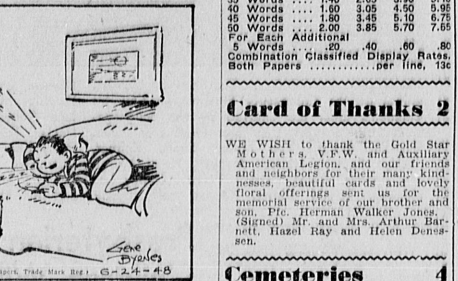 40 Words .... 1.60 3.05 4.50 5.95
45 Words .... 1.80 3.45 5.10 6.75
50 Words .... 2.00 3.85 5.70 7.55
For Each Additional
5 Words .... .20 .40 .60 .80
Combination Classified Display Rates,
Both Papers ............ per line, 13c
Card of Thanks 2
WE WISH to thank the Gold Star
Mothers, V.F.W. and Auxiliary
American Legion and our friends
and neighbors for their many kind-
nesses, beautiful cards and lovely
floral offerings sent us for the
memorial service of our brother and
son, Pfc. Herman Walker Jones.
(Signed) Mr. and Mrs. Arthur Bar-
nett, Hazel Ray and Helen Denes-
sen.
Cemeteries 4
Gene
Byrnes
Trade Mark Reg
6-24-48